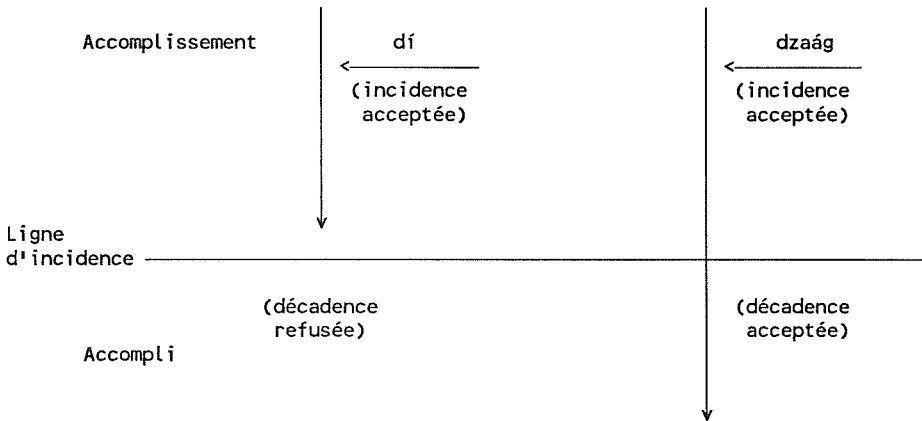 Accomplissement dí dzaág
(incidence (incidence
acceptée) acceptée)
Ligne
d'incidence
(décadence (décadence
refusée) acceptée)
Accompli